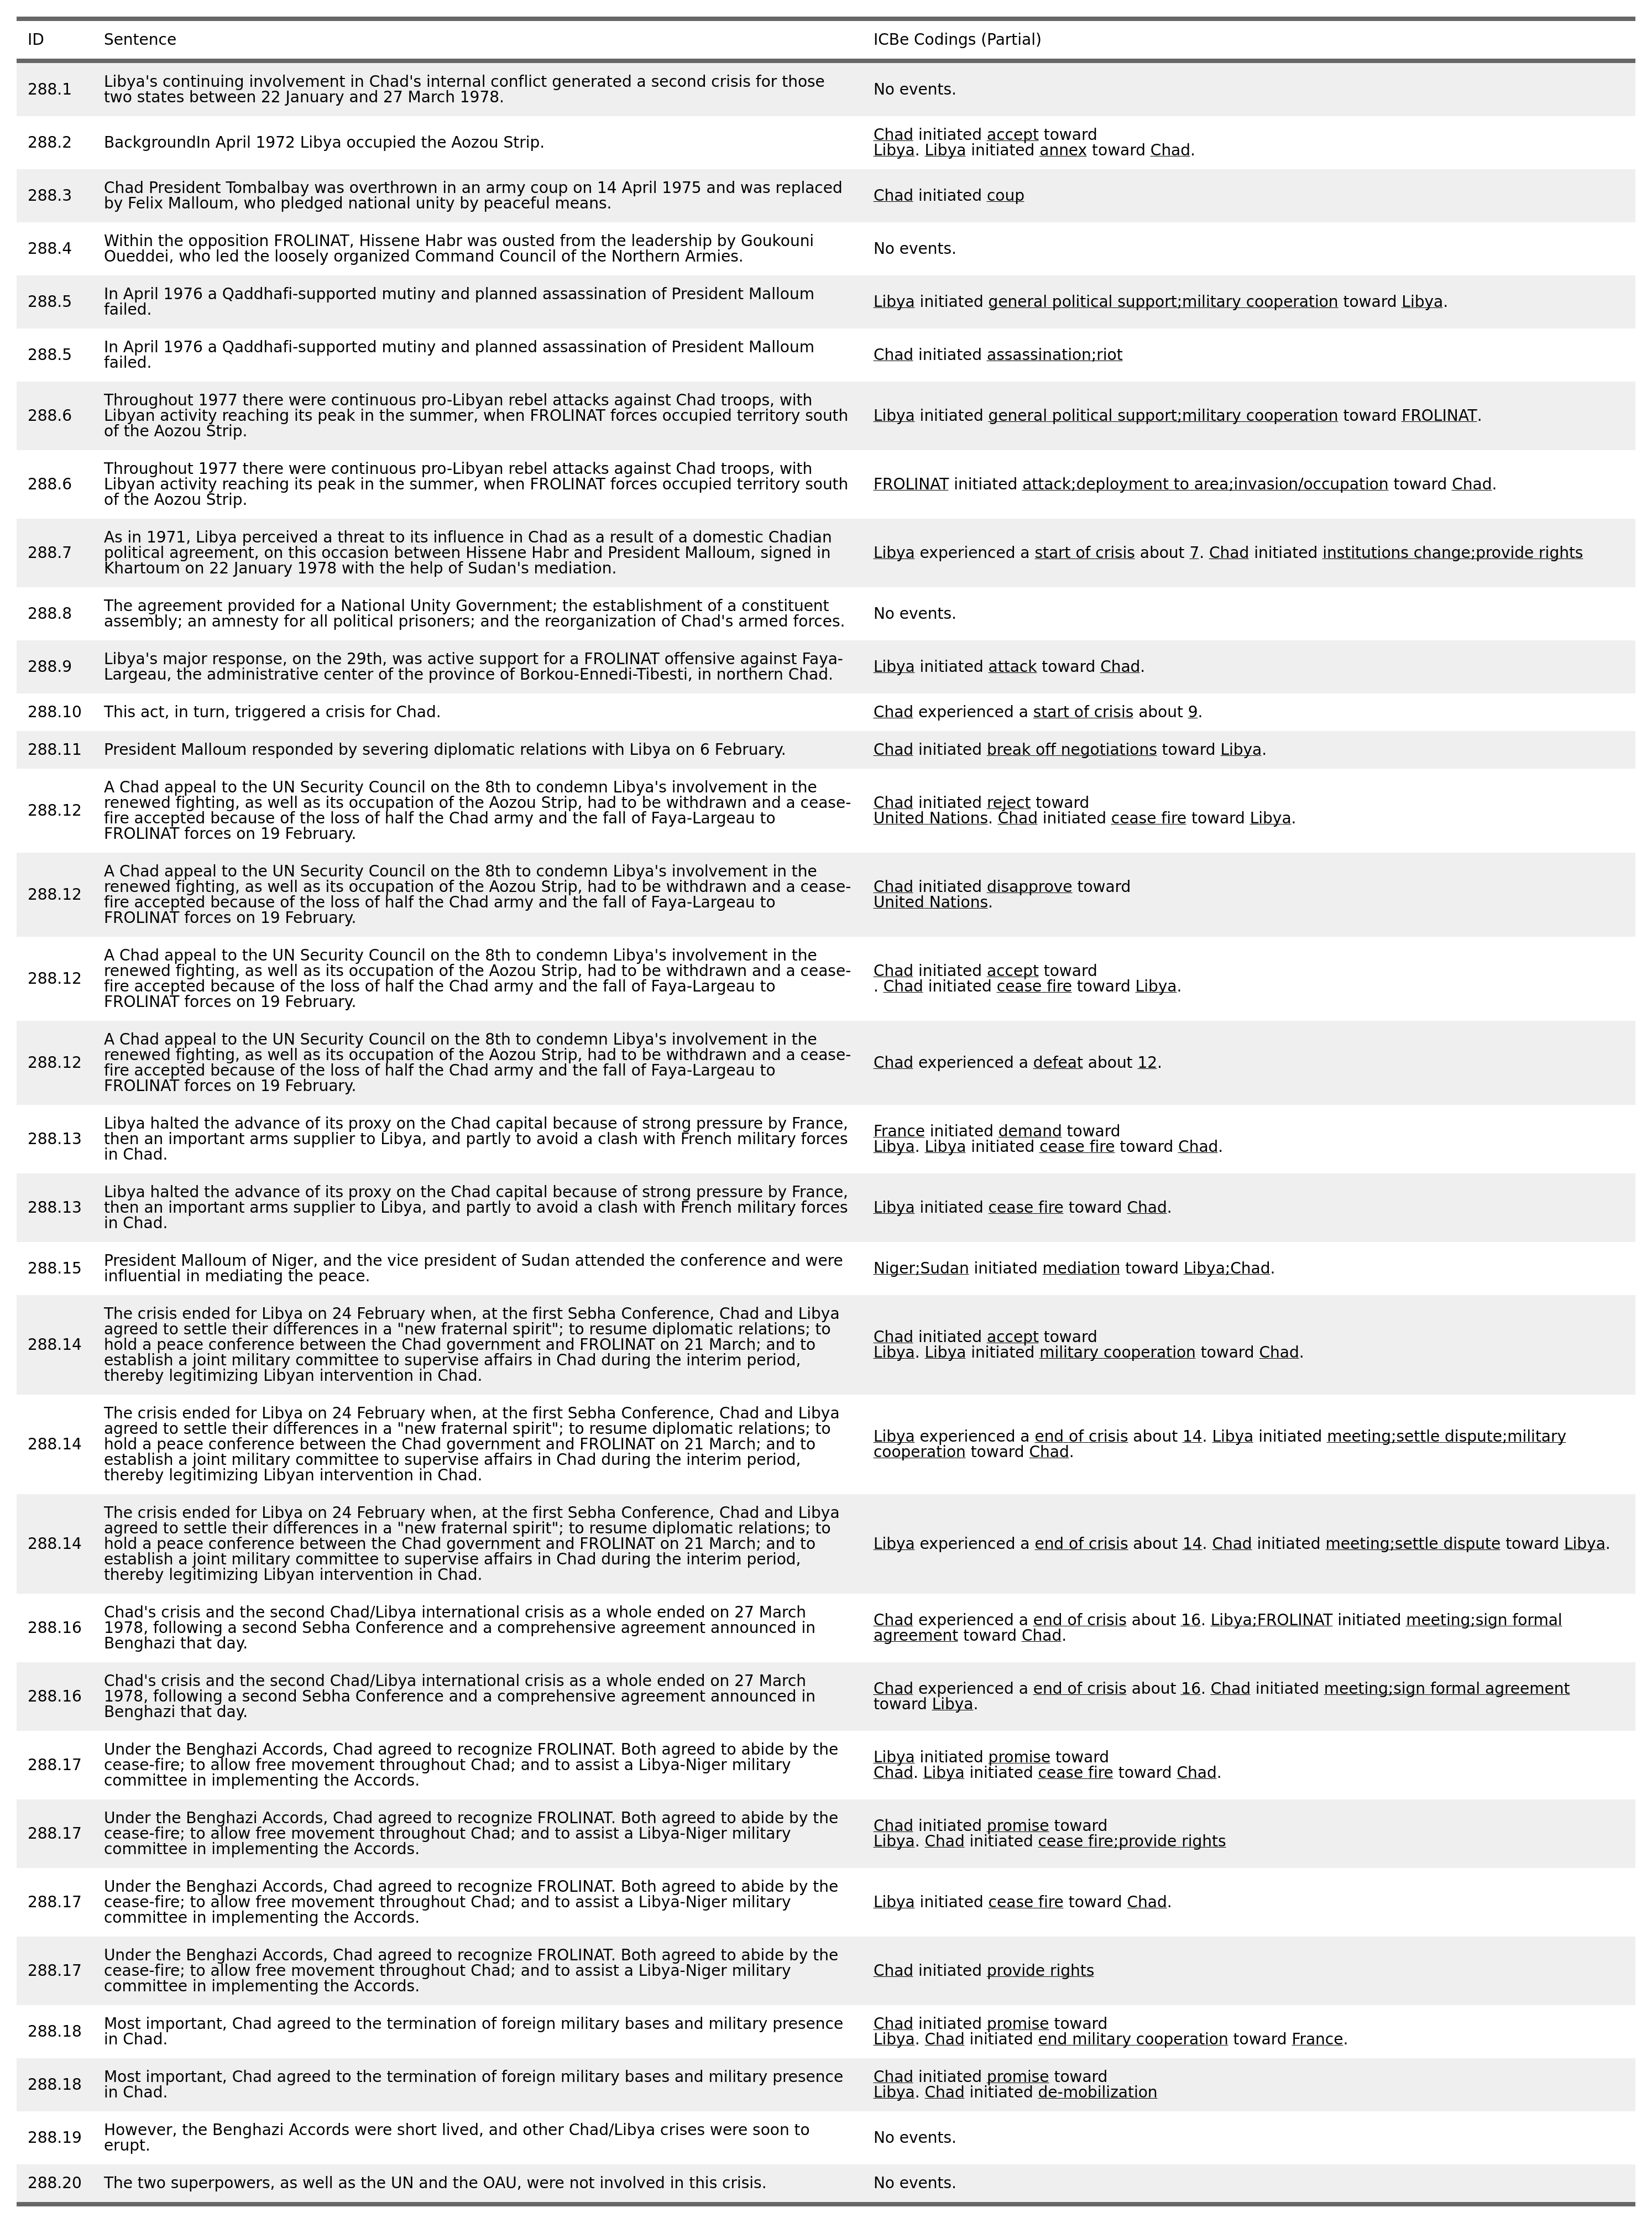 ID Sentence ICBe Codings (Partial)
288.1 Libya's continuing involvement in Chad's internal conflict generated a second crisis for those
two states between 22 January and 27 March 1978.
No events.
288.2 BackgroundIn April 1972 Libya occupied the Aozou Strip.
Chad initiated accept toward
Libya. Libya initiated annex toward Chad.
288.3 Chad President Tombalbay was overthrown in an army coup on 14 April 1975 and was replaced
by Felix Malloum, who pledged national unity by peaceful means.
Chad initiated coup
288.4 Within the opposition FROLINAT, Hissene Habr was ousted from the leadership by Goukouni
Oueddei, who led the loosely organized Command Council of the Northern Armies.
No events.
288.5 In April 1976 a Qaddhafi-supported mutiny and planned assassination of President Malloum
failed.
Libya initiated general political support;military cooperation toward Libya.
288.5 In April 1976 a Qaddhafi-supported mutiny and planned assassination of President Malloum
failed.
Chad initiated assassination;riot
288.6 Throughout 1977 there were continuous pro-Libyan rebel attacks against Chad troops, with
Libyan activity reaching its peak in the summer, when FROLINAT forces occupied territory south
of the Aozou Strip.
Libya initiated general political support;military cooperation toward FROLINAT.
288.6 Throughout 1977 there were continuous pro-Libyan rebel attacks against Chad troops, with
Libyan activity reaching its peak in the summer, when FROLINAT forces occupied territory south
of the Aozou Strip.
FROLINAT initiated attack;deployment to area;invasion/occupation toward Chad.
288.7 As in 1971, Libya perceived a threat to its influence in Chad as a result of a domestic Chadian
political agreement, on this occasion between Hissene Habr and President Malloum, signed in
Khartoum on 22 January 1978 with the help of Sudan's mediation.
Libya experienced a start of crisis about 7. Chad initiated institutions change;provide rights
288.8 The agreement provided for a National Unity Government; the establishment of a constituent
assembly; an amnesty for all political prisoners; and the reorganization of Chad's armed forces.
No events.
288.9 Libya's major response, on the 29th, was active support for a FROLINAT offensive against Faya-
Largeau, the administrative center of the province of Borkou-Ennedi-Tibesti, in northern Chad.
Libya initiated attack toward Chad.
288.10 This act, in turn, triggered a crisis for Chad.
Chad experienced a start of crisis about 9.
288.11 President Malloum responded by severing diplomatic relations with Libya on 6 February.
Chad initiated break off negotiations toward Libya.
288.12 A Chad appeal to the UN Security Council on the 8th to condemn Libya's involvement in the
renewed fighting, as well as its occupation of the Aozou Strip, had to be withdrawn and a cease-
fire accepted because of the loss of half the Chad army and the fall of Faya-Largeau to
FROLINAT forces on 19 February.
Chad initiated reject toward
United Nations. Chad initiated cease fire toward Libya.
288.12 A Chad appeal to the UN Security Council on the 8th to condemn Libya's involvement in the
renewed fighting, as well as its occupation of the Aozou Strip, had to be withdrawn and a cease-
fire accepted because of the loss of half the Chad army and the fall of Faya-Largeau to
FROLINAT forces on 19 February.
Chad initiated disapprove toward
United Nations.
288.12 A Chad appeal to the UN Security Council on the 8th to condemn Libya's involvement in the
renewed fighting, as well as its occupation of the Aozou Strip, had to be withdrawn and a cease-
fire accepted because of the loss of half the Chad army and the fall of Faya-Largeau to
FROLINAT forces on 19 February.
Chad initiated accept toward
. Chad initiated cease fire toward Libya.
288.12 A Chad appeal to the UN Security Council on the 8th to condemn Libya's involvement in the
renewed fighting, as well as its occupation of the Aozou Strip, had to be withdrawn and a cease-
fire accepted because of the loss of half the Chad army and the fall of Faya-Largeau to
FROLINAT forces on 19 February.
Chad experienced a defeat about 12.
288.13 Libya halted the advance of its proxy on the Chad capital because of strong pressure by France,
then an important arms supplier to Libya, and partly to avoid a clash with French military forces
in Chad.
France initiated demand toward
Libya. Libya initiated cease fire toward Chad.
288.13 Libya halted the advance of its proxy on the Chad capital because of strong pressure by France,
then an important arms supplier to Libya, and partly to avoid a clash with French military forces
in Chad.
Libya initiated cease fire toward Chad.
288.15 President Malloum of Niger, and the vice president of Sudan attended the conference and were
influential in mediating the peace.
Niger;Sudan initiated mediation toward Libya;Chad.
288.14 The crisis ended for Libya on 24 February when, at the first Sebha Conference, Chad and Libya
agreed to settle their differences in a "new fraternal spirit"; to resume diplomatic relations; to
hold a peace conference between the Chad government and FROLINAT on 21 March; and to
establish a joint military committee to supervise affairs in Chad during the interim period,
thereby legitimizing Libyan intervention in Chad.
Chad initiated accept toward
Libya. Libya initiated military cooperation toward Chad.
288.14 The crisis ended for Libya on 24 February when, at the first Sebha Conference, Chad and Libya
agreed to settle their differences in a "new fraternal spirit"; to resume diplomatic relations; to
hold a peace conference between the Chad government and FROLINAT on 21 March; and to
establish a joint military committee to supervise affairs in Chad during the interim period,
thereby legitimizing Libyan intervention in Chad.
Libya experienced a end of crisis about 14. Libya initiated meeting;settle dispute;military
cooperation toward Chad.
288.14 The crisis ended for Libya on 24 February when, at the first Sebha Conference, Chad and Libya
agreed to settle their differences in a "new fraternal spirit"; to resume diplomatic relations; to
hold a peace conference between the Chad government and FROLINAT on 21 March; and to
establish a joint military committee to supervise affairs in Chad during the interim period,
thereby legitimizing Libyan intervention in Chad.
Libya experienced a end of crisis about 14. Chad initiated meeting;settle dispute toward Libya.
288.16 Chad's crisis and the second Chad/Libya international crisis as a whole ended on 27 March
1978, following a second Sebha Conference and a comprehensive agreement announced in
Benghazi that day.
Chad experienced a end of crisis about 16. Libya;FROLINAT initiated meeting;sign formal
agreement toward Chad.
288.16 Chad's crisis and the second Chad/Libya international crisis as a whole ended on 27 March
1978, following a second Sebha Conference and a comprehensive agreement announced in
Benghazi that day.
Chad experienced a end of crisis about 16. Chad initiated meeting;sign formal agreement
toward Libya.
288.17 Under the Benghazi Accords, Chad agreed to recognize FROLINAT. Both agreed to abide by the
cease-fire; to allow free movement throughout Chad; and to assist a Libya-Niger military
committee in implementing the Accords.
Libya initiated promise toward
Chad. Libya initiated cease fire toward Chad.
288.17 Under the Benghazi Accords, Chad agreed to recognize FROLINAT. Both agreed to abide by the
cease-fire; to allow free movement throughout Chad; and to assist a Libya-Niger military
committee in implementing the Accords.
Chad initiated promise toward
Libya. Chad initiated cease fire;provide rights
288.17 Under the Benghazi Accords, Chad agreed to recognize FROLINAT. Both agreed to abide by the
cease-fire; to allow free movement throughout Chad; and to assist a Libya-Niger military
committee in implementing the Accords.
Libya initiated cease fire toward Chad.
288.17 Under the Benghazi Accords, Chad agreed to recognize FROLINAT. Both agreed to abide by the
cease-fire; to allow free movement throughout Chad; and to assist a Libya-Niger military
committee in implementing the Accords.
Chad initiated provide rights
288.18 Most important, Chad agreed to the termination of foreign military bases and military presence
in Chad.
Chad initiated promise toward
Libya. Chad initiated end military cooperation toward France.
288.18 Most important, Chad agreed to the termination of foreign military bases and military presence
in Chad.
Chad initiated promise toward
Libya. Chad initiated de-mobilization
288.19 However, the Benghazi Accords were short lived, and other Chad/Libya crises were soon to
erupt.
No events.
288.20 The two superpowers, as well as the UN and the OAU, were not involved in this crisis.
No events.